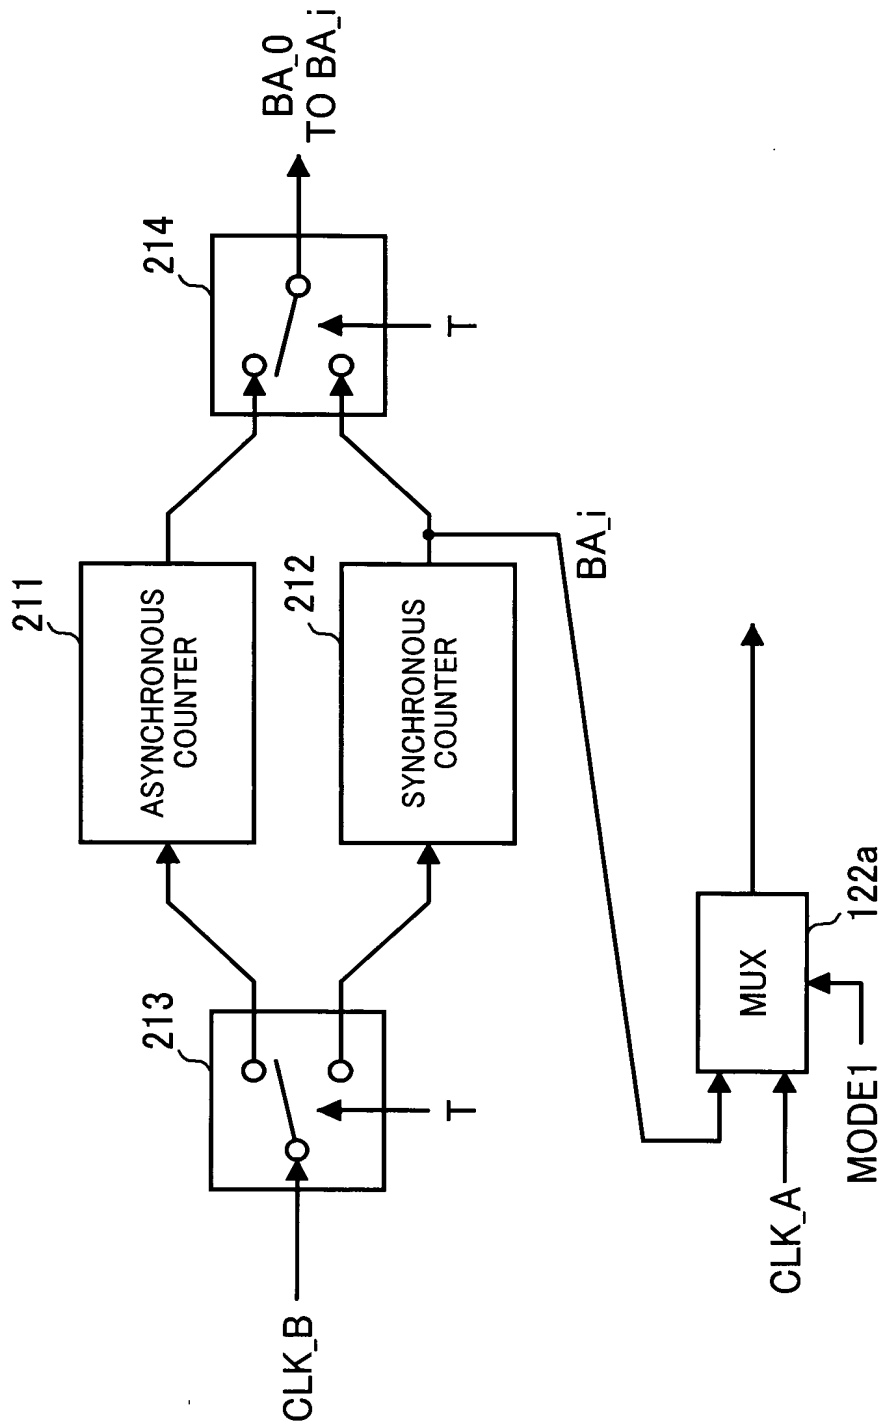 211
ASYNCHRONOUS
COUNTER
213
214
CLK_B
T
T
BA_0
TO BA_i
212
SYNCHRONOUS
COUNTER
BA_i
CLK_A
MUX
122a
MODE1